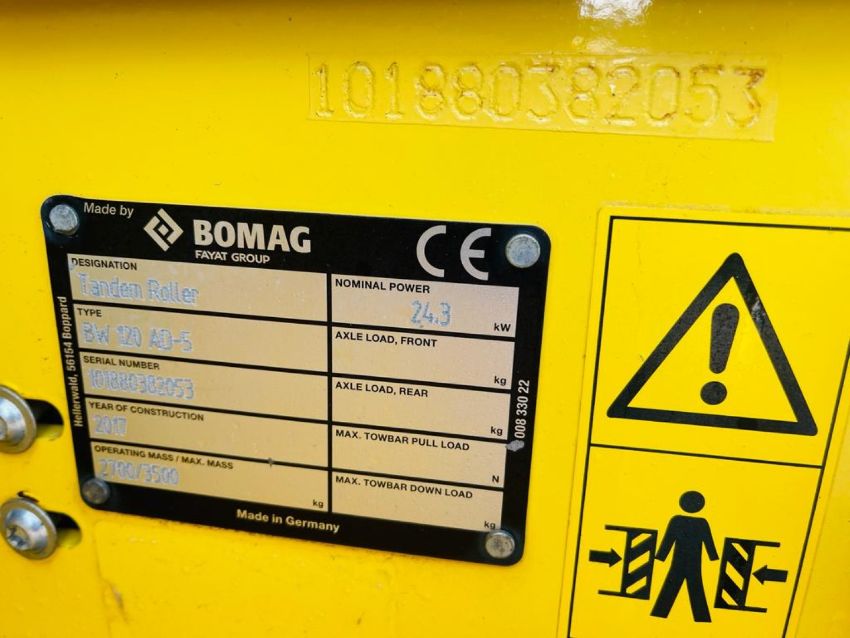 101880382053
Made by
BOMAG
FAYAT GROUP
CE
DESIGNATION
Tandem Roller
NOMINAL POWER
24.3 kW
TYPE
BW 120 AD-5
AXLE LOAD, FRONT
kg
SERIAL NUMBER
101880382053
AXLE LOAD, REAR
kg
YEAR OF CONSTRUCTION
2017
MAX. TOWBAR PULL LOAD
N
OPERATING MASS / MAX. MASS
2700/3500
kg
MAX. TOWBAR DOWN LOAD
kg
Made in Germany
Hellerwald, 56154 Boppard
008 330 22